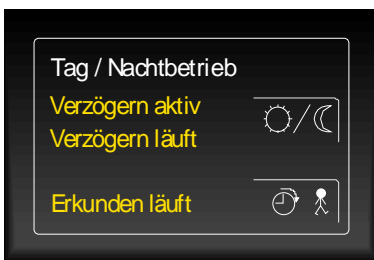 Tag / Nachtbetrieb
Verzögern aktiv
Verzögern läuft
Erkunden läuft